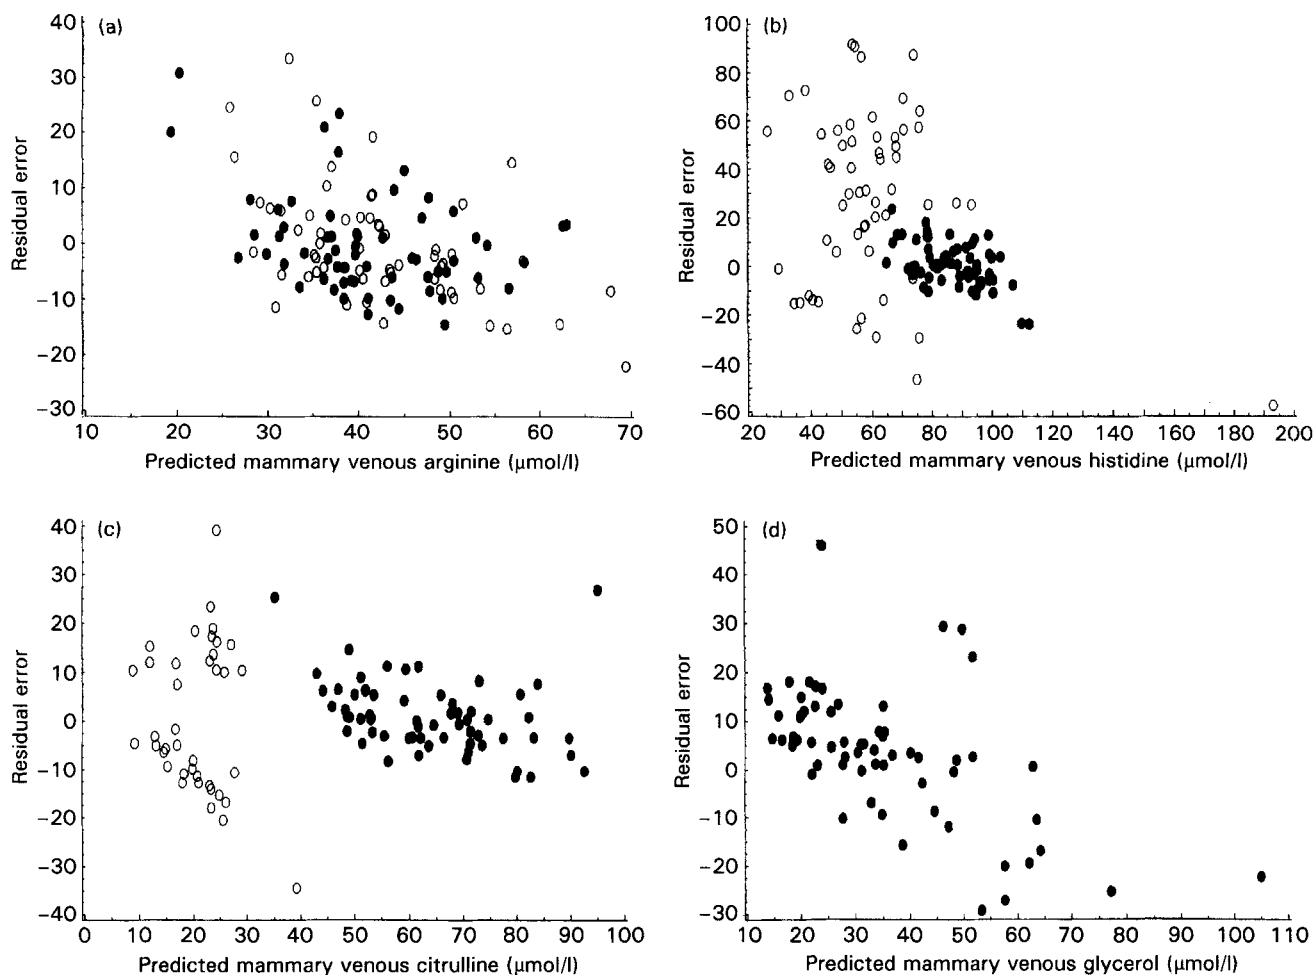 (a)
Residual error
40
30
20
10
0
−10
−20
−30
10 20 30 40 50 60 70
Predicted mammary venous arginine (μmol/l)
(b)
Residual error
100
80
60
40
20
0
−20
−40
−60
20 40 60 80 100 120 140 160 180 200
Predicted mammary venous histidine (μmol/l)
(c)
Residual error
40
30
20
10
0
−10
−20
−30
−40
0 10 20 30 40 50 60 70 80 90 100
Predicted mammary venous citrulline (μmol/l)
(d)
Residual error
50
40
30
20
10
0
−10
−20
−30
10 20 30 40 50 60 70 80 90 100 110
Predicted mammary venous glycerol (μmol/l)